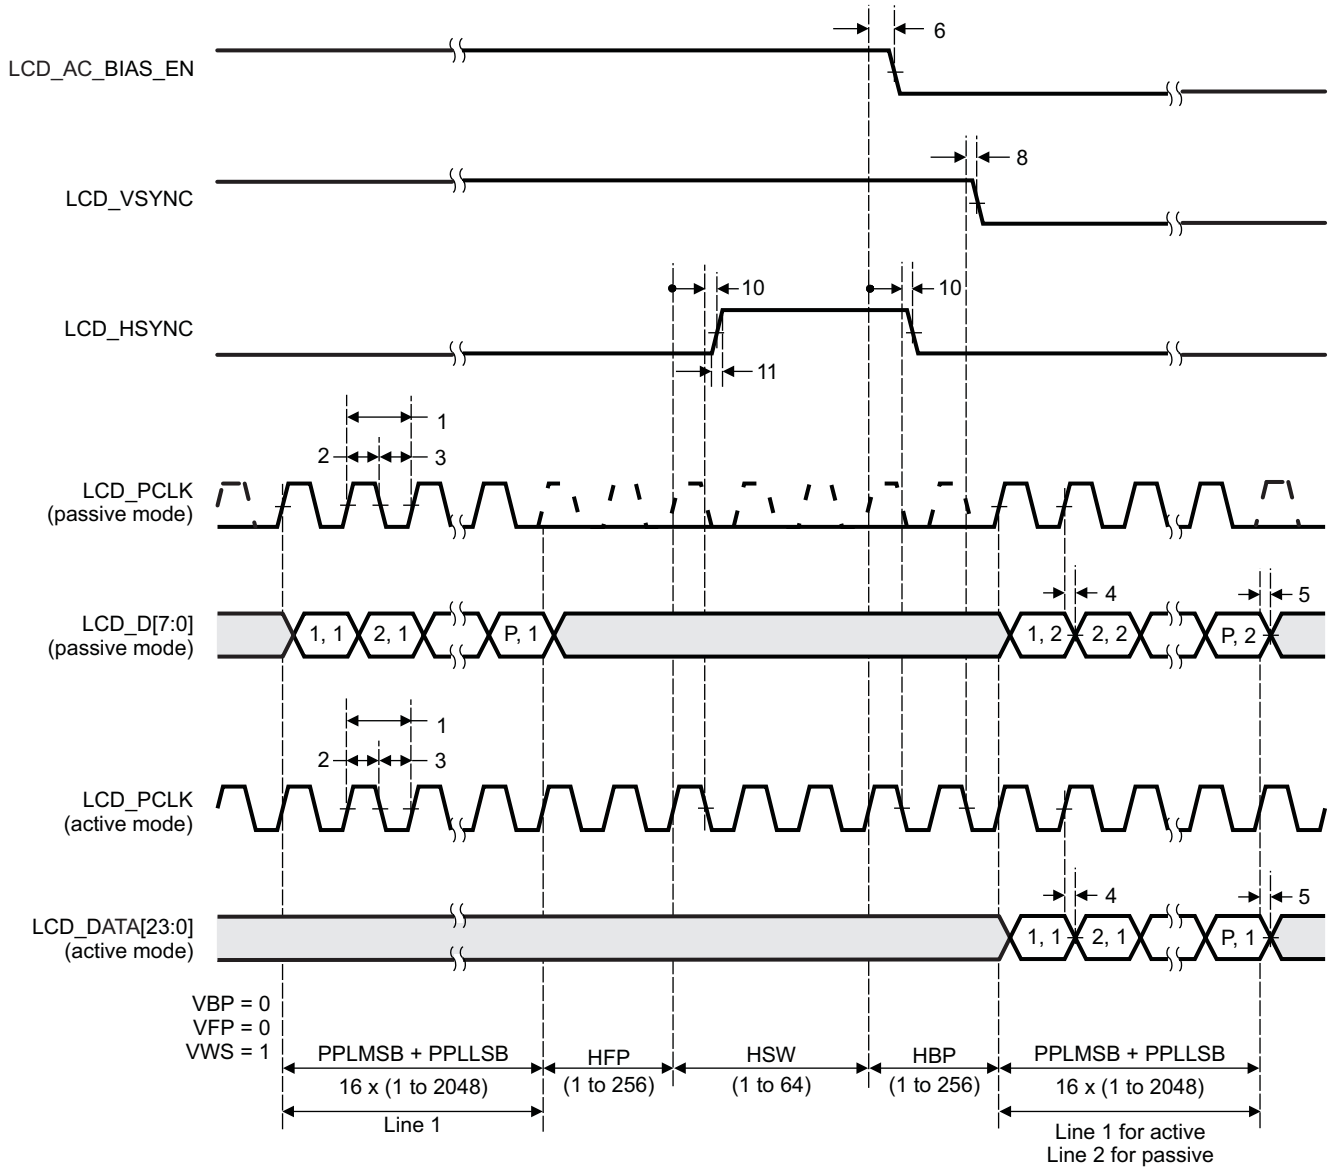 6
LCD_AC_BIAS_EN
8
LCD_VSYNC
10
10
LCD_HSYNC
11
1
2
3
LCD_PCLK
(passive mode)
4
5
LCD_D[7:0]
(passive mode)
1, 1
2, 1
P, 1
1, 2
2, 2
P, 2
1
2
3
LCD_PCLK
(active mode)
4
5
LCD_DATA[23:0]
(active mode)
1, 1
2, 1
P, 1
VBP = 0
VFP = 0
VWS = 1
PPLMSB + PPLLSB
16 x (1 to 2048)
Line 1
HFP
(1 to 256)
HSW
(1 to 64)
HBP
(1 to 256)
PPLMSB + PPLLSB
16 x (1 to 2048)
Line 1 for active
Line 2 for passive